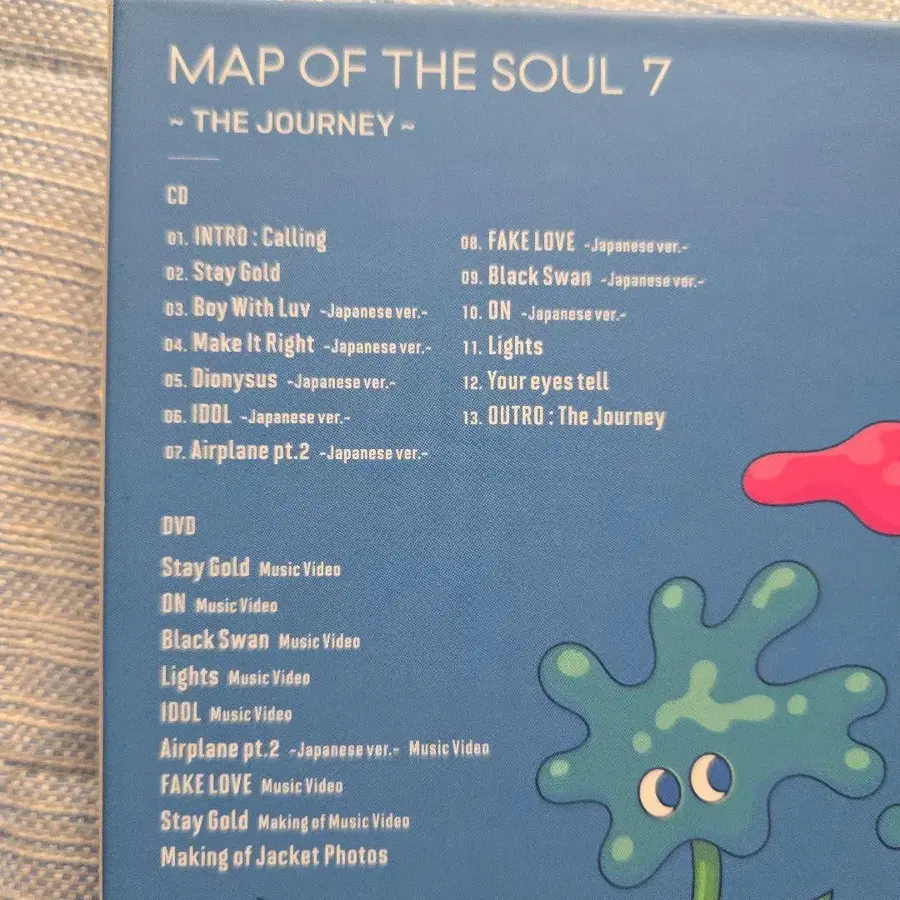 MAP OF THE SOUL 7
~ THE JOURNEY ~
CD
01. INTRO : Calling
02. Stay Gold
03. Boy With Luv -Japanese ver.-
04. Make It Right -Japanese ver.-
05. Dionysus -Japanese ver.-
06. IDOL -Japanese ver.-
07. Airplane pt.2 -Japanese ver.-
08. FAKE LOVE -Japanese ver.-
09. Black Swan -Japanese ver.-
10. ON -Japanese ver.-
11. Lights
12. Your eyes tell
13. OUTRO : The Journey
DVD
Stay Gold Music Video
ON Music Video
Black Swan Music Video
Lights Music Video
IDOL Music Video
Airplane pt.2 -Japanese ver.- Music Video
FAKE LOVE Music Video
Stay Gold Making of Music Video
Making of Jacket Photos